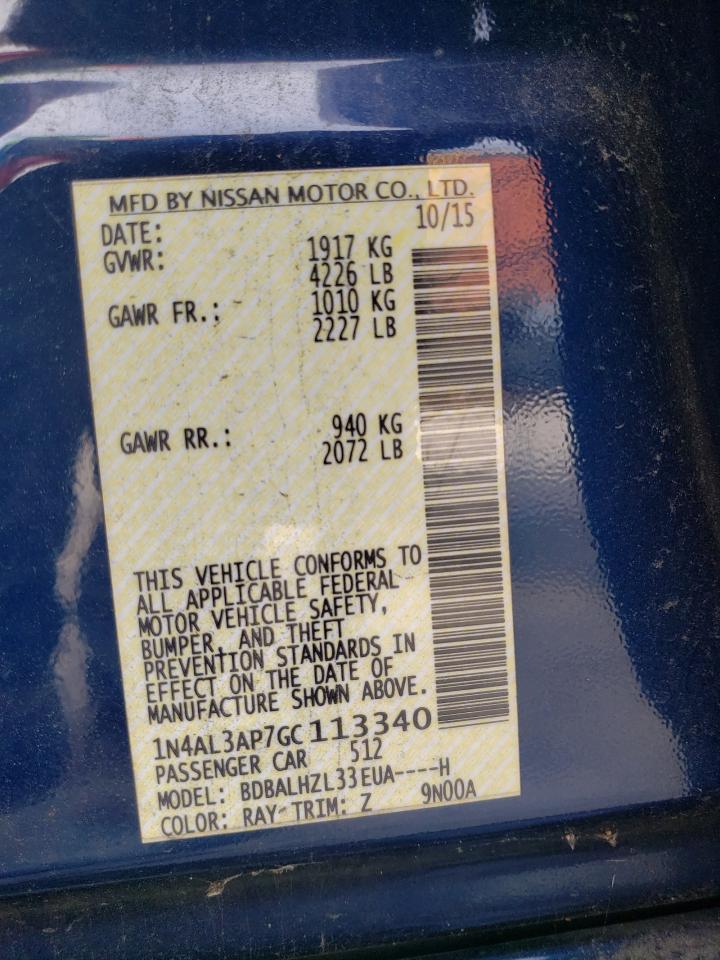 MFD BY NISSAN MOTOR CO., LTD.
DATE: 10/15
GVWR: 1917 KG
4226 LB
GAWR FR.: 1010 KG
2227 LB
GAWR RR.: 940 KG
2072 LB
THIS VEHICLE CONFORMS TO
ALL APPLICABLE FEDERAL
MOTOR VEHICLE SAFETY,
BUMPER, AND THEFT
PREVENTION STANDARDS IN
EFFECT ON THE DATE OF
MANUFACTURE SHOWN ABOVE.
1N4AL3AP7GC113340
PASSENGER CAR 512
MODEL: BDBALHZL33EUA----H
COLOR: RAY TRIM: Z 9N00A